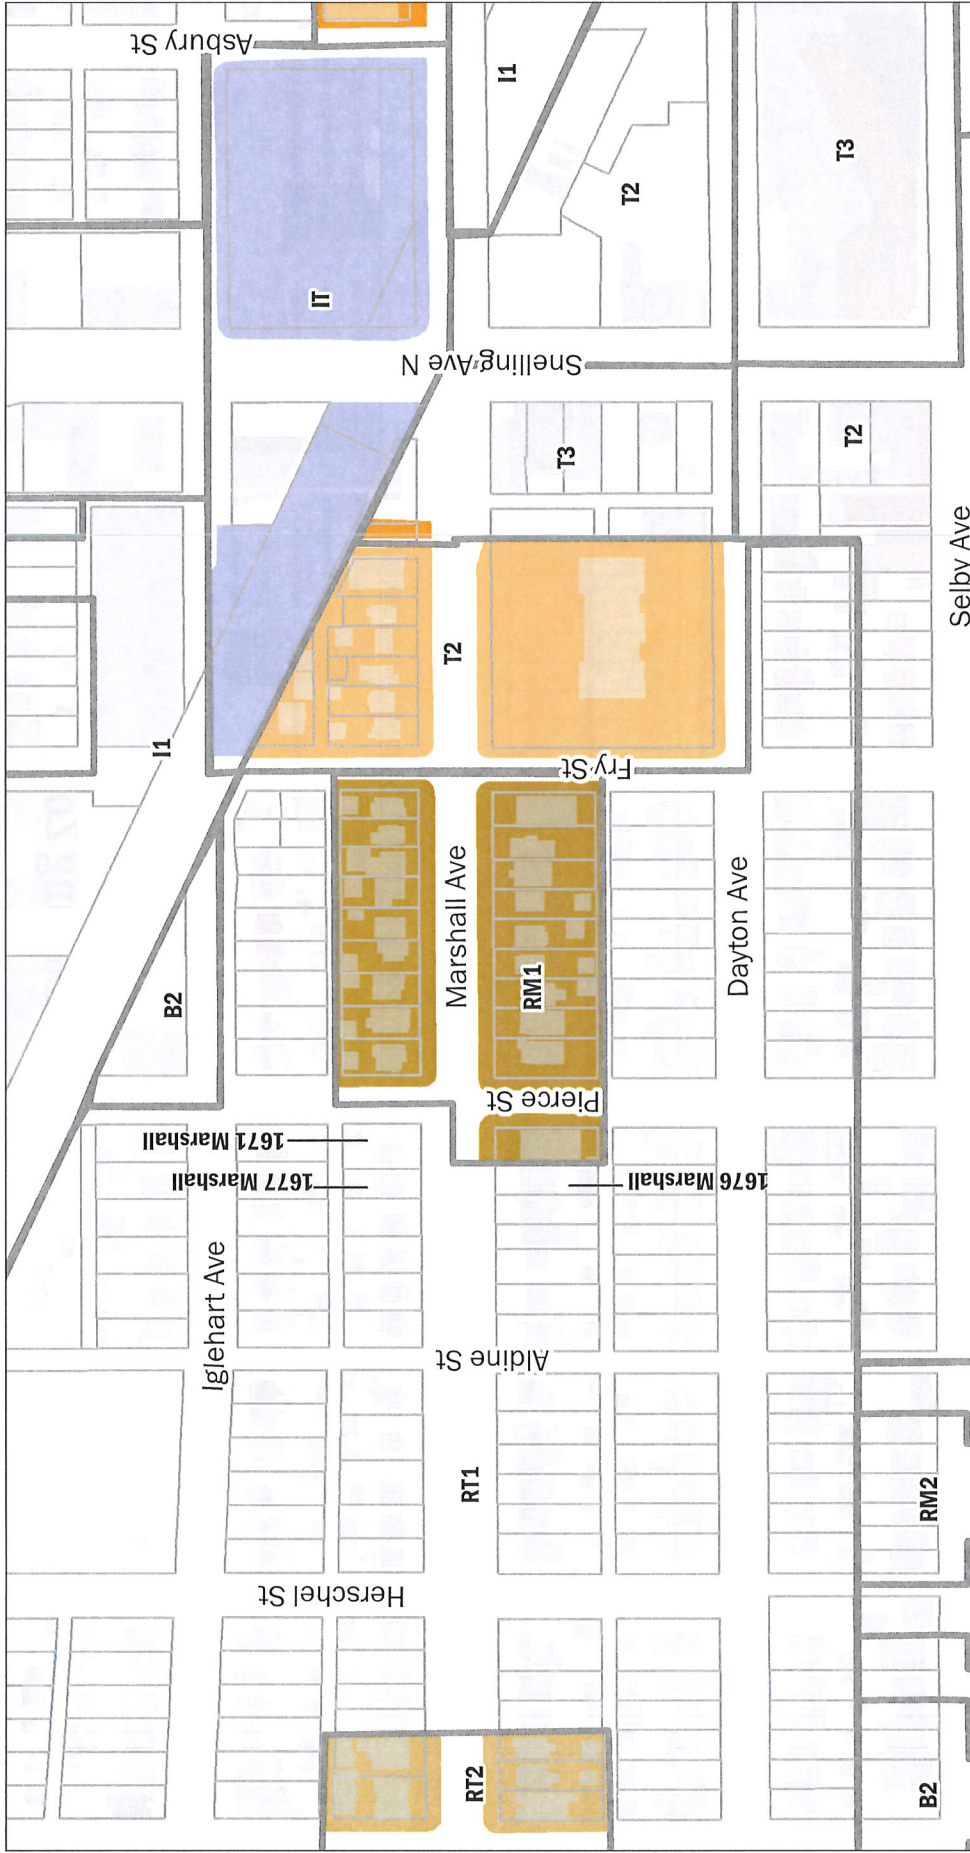 Asbury St
I1
T3
T2
IT
Snelling Ave N
T3
T2
Selby Ave
T2
I1
Fry St
Marshall Ave
Dayton Ave
RM1
B2
Pierce St
1671 Marshall
1677 Marshall
1676 Marshall
Iglehart Ave
Aldine St
RT1
RM2
Herschel St
RT2
B2